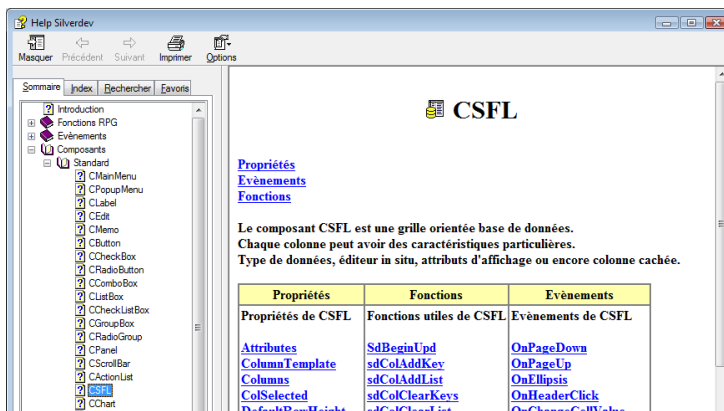 Help Silverdev
Masquer Précédent Suivant Imprimer Options
Sommaire Index Rechercher Favoris
Introduction
Fonctions RPG
Evènements
Composants
Standard
CMainMenu
CPopupMenu
CLabel
CEdit
CMemo
CButton
CCheckBox
CRadioButton
CComboBox
CListBox
CCheckListBox
CGroupBox
CRadioGroup
CPanel
CScrollBar
CActionList
CSFL
CChart
CSFL
Propriétés
Evènements
Fonctions
Le composant CSFL est une grille orientée base de données.
Chaque colonne peut avoir des caractéristiques particulières.
Type de données, éditeur in situ, attributs d'affichage ou encore colonne cachée.
Propriétés Fonctions Evènements
Propriétés de CSFL Fonctions utiles de CSFL Evènements de CSFL
Attributes SdBeginUpd OnPageDown
ColumnTemplate sdColAddKey OnPageUp
Columns sdColAddList OnEllipsis
ColSelected sdColClearKeys OnHeaderClick
DefaultRowHeight sdColClearList OnChangeCellValue